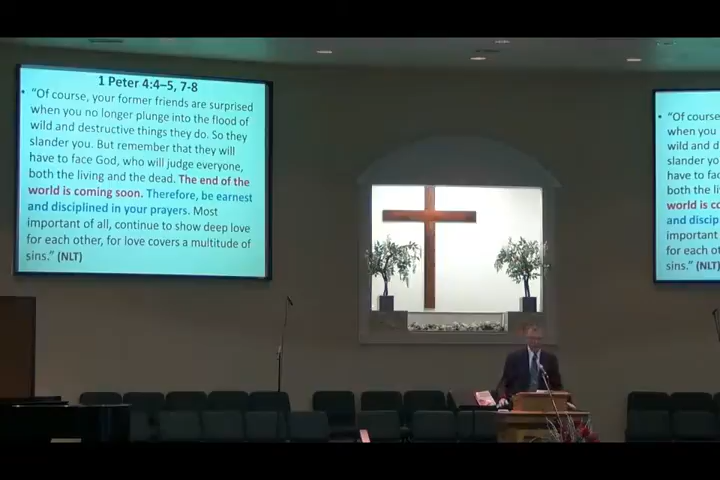 1 Peter 4:4–5, 7-8
• “Of course, your former friends are surprised
when you no longer plunge into the flood of
wild and destructive things they do. So they
slander you. But remember that they will
have to face God, who will judge everyone,
both the living and the dead. The end of the
world is coming soon. Therefore, be earnest
and disciplined in your prayers. Most
important of all, continue to show deep love
for each other, for love covers a multitude of
sins.” (NLT)
• “Of course
when you
wild and d
slander yo
have to fac
both the li
world is co
and discip
important
for each ot
sins.” (NLT)